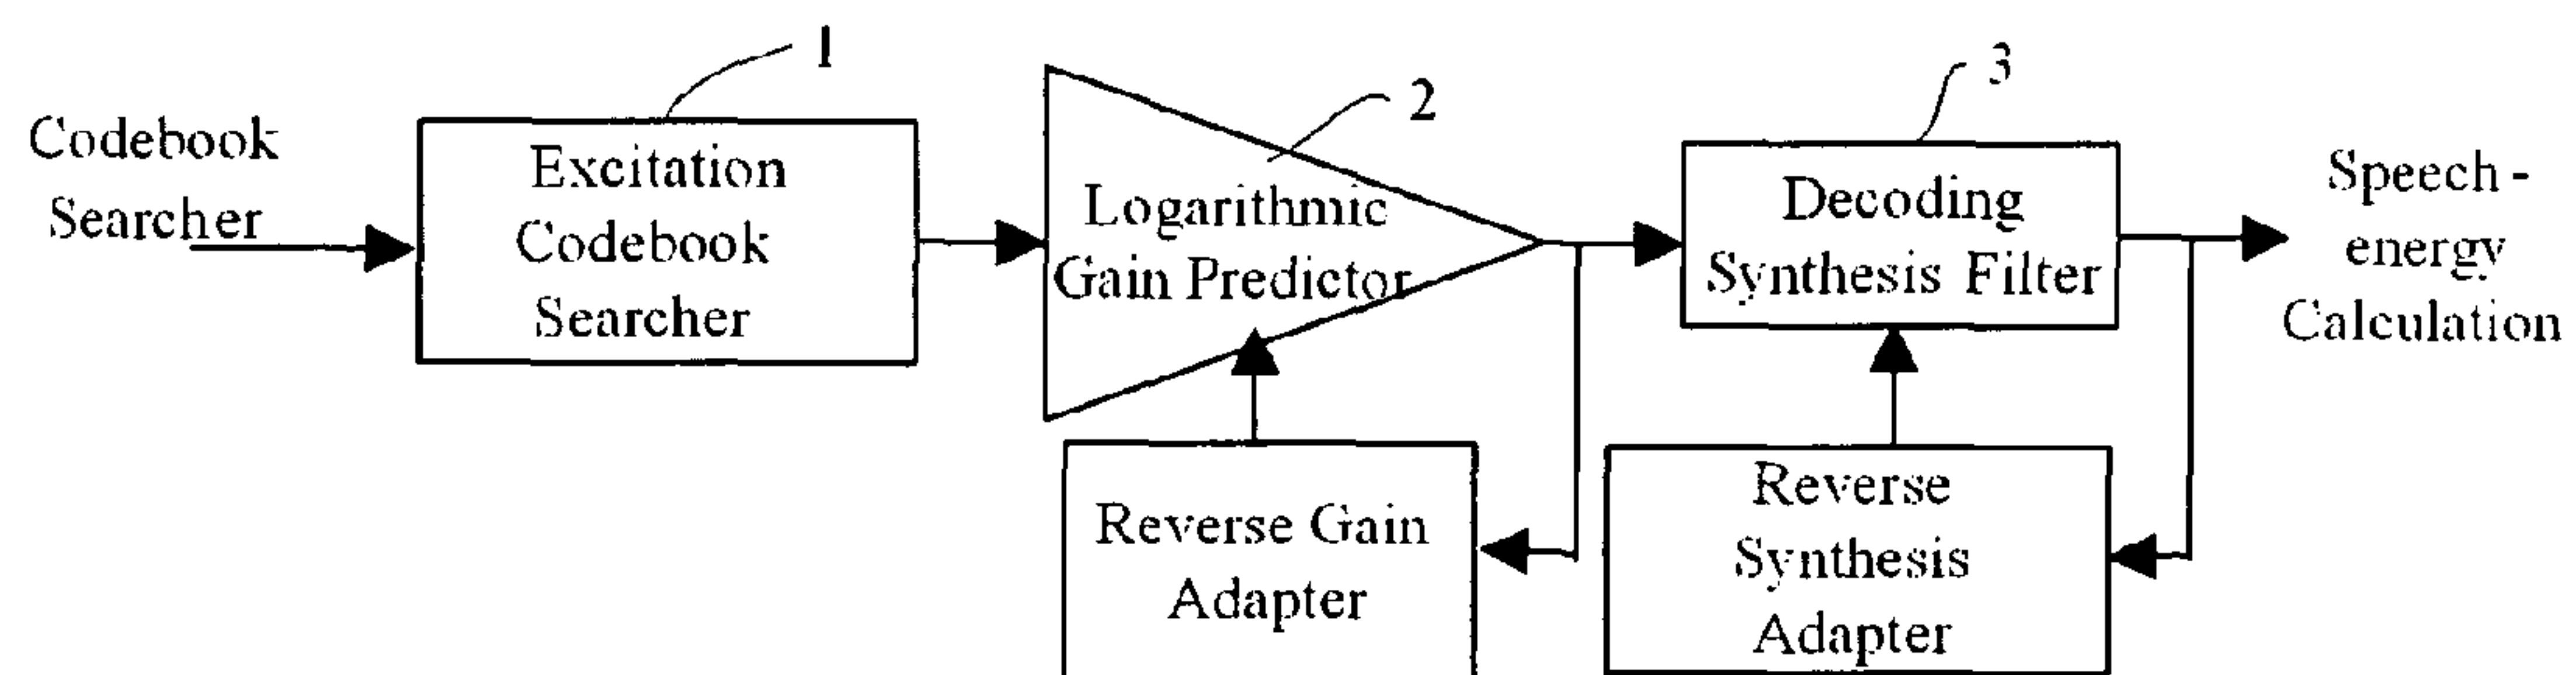 1
2
3
Codebook
Searcher
Excitation
Codebook
Searcher
Logarithmic
Gain Predictor
Decoding
Synthesis Filter
Speech-
energy
Calculation
Reverse Gain
Adapter
Reverse
Synthesis
Adapter